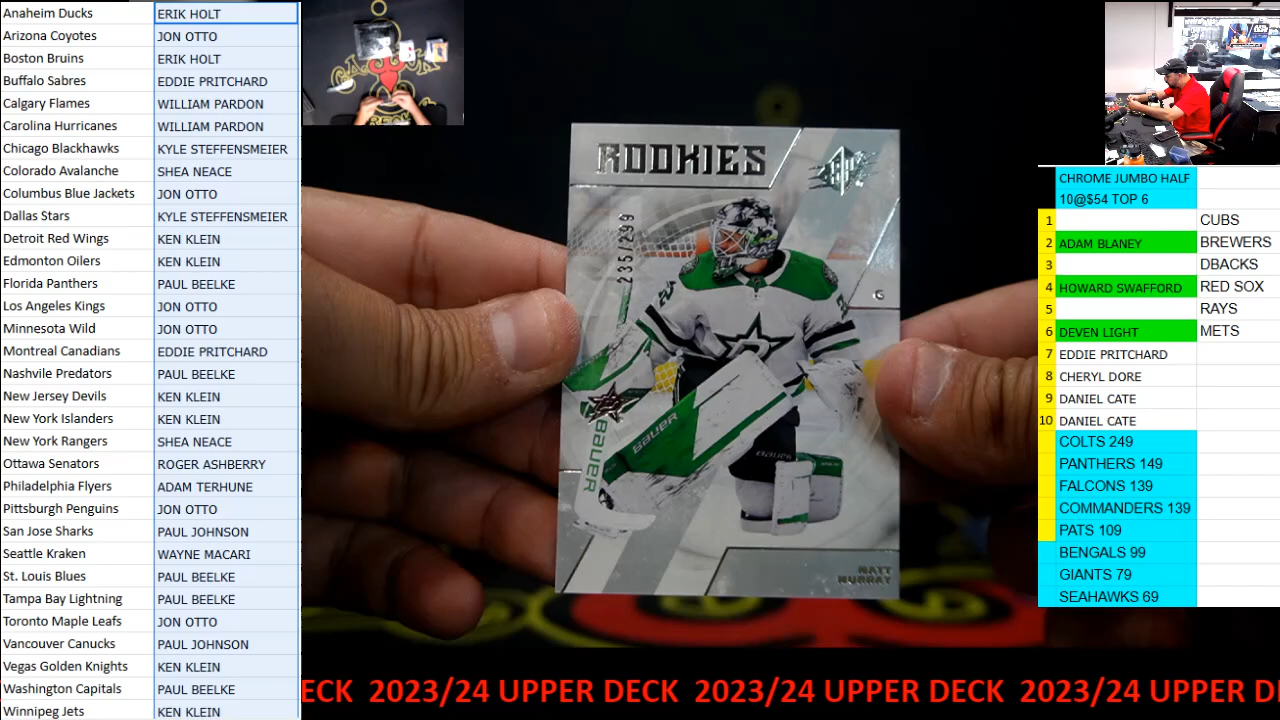 Anaheim Ducks ERIK HOLT
Arizona Coyotes JON OTTO
Boston Bruins ERIK HOLT
Buffalo Sabres EDDIE PRITCHARD
Calgary Flames WILLIAM PARDON
Carolina Hurricanes WILLIAM PARDON
Chicago Blackhawks KYLE STEFFENSMEIER
Colorado Avalanche SHEA NEACE
Columbus Blue Jackets JON OTTO
Dallas Stars KYLE STEFFENSMEIER
Detroit Red Wings KEN KLEIN
Edmonton Oilers KEN KLEIN
Florida Panthers PAUL BEELKE
Los Angeles Kings JON OTTO
Minnesota Wild JON OTTO
Montreal Canadians EDDIE PRITCHARD
Nashvile Predators PAUL BEELKE
New Jersey Devils KEN KLEIN
New York Islanders KEN KLEIN
New York Rangers SHEA NEACE
Ottawa Senators ROGER ASHBERRY
Philadelphia Flyers ADAM TERHUNE
Pittsburgh Penguins JON OTTO
San Jose Sharks PAUL JOHNSON
Seattle Kraken WAYNE MACARI
St. Louis Blues PAUL BEELKE
Tampa Bay Lightning PAUL BEELKE
Toronto Maple Leafs JON OTTO
Vancouver Canucks PAUL JOHNSON
Vegas Golden Knights KEN KLEIN
Washington Capitals PAUL BEELKE
Winnipeg Jets KEN KLEIN
ROOKIES
235/299
BAUER
BAUER
BAUER
MATT
MURRAY
CHROME JUMBO HALF
10@$54 TOP 6
1 CUBS
2 ADAM BLANEY BREWERS
3 DBACKS
4 HOWARD SWAFFORD RED SOX
5 RAYS
6 DEVEN LIGHT METS
7 EDDIE PRITCHARD
8 CHERYL DORE
9 DANIEL CATE
10 DANIEL CATE
COLTS 249
PANTHERS 149
FALCONS 139
COMMANDERS 139
PATS 109
BENGALS 99
GIANTS 79
SEAHAWKS 69
ECK 2023/24 UPPER DECK 2023/24 UPPER DECK 2023/24 UPPER D